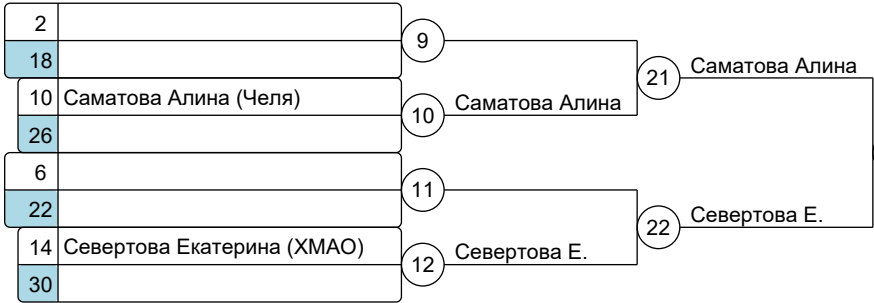 2
9
18
21 Саматова Алина
10 Саматова Алина (Челя)
10 Саматова Алина
26
6
11
22
22 Севертова Е.
14 Севертова Екатерина (ХМАО)
12 Севертова Е.
30